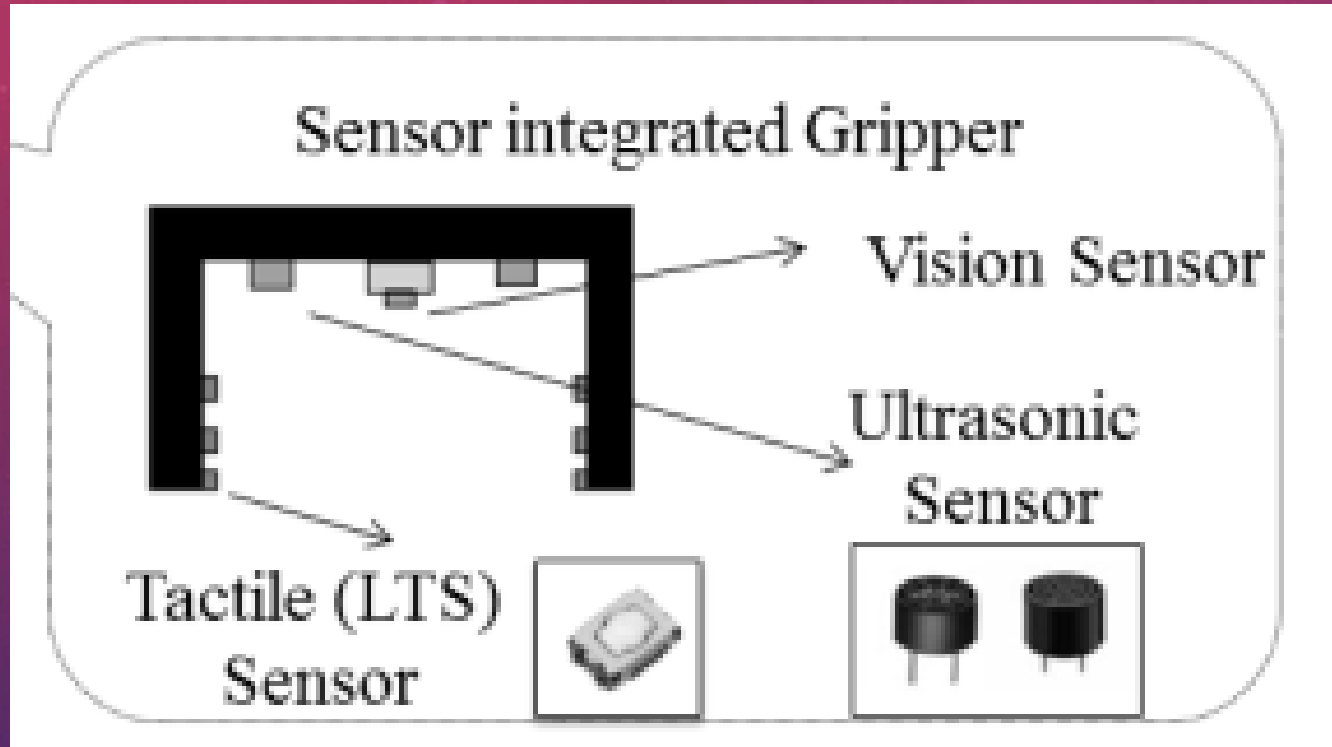 Sensor integrated Gripper
Vision Sensor
Ultrasonic
Sensor
Tactile (LTS)
Sensor